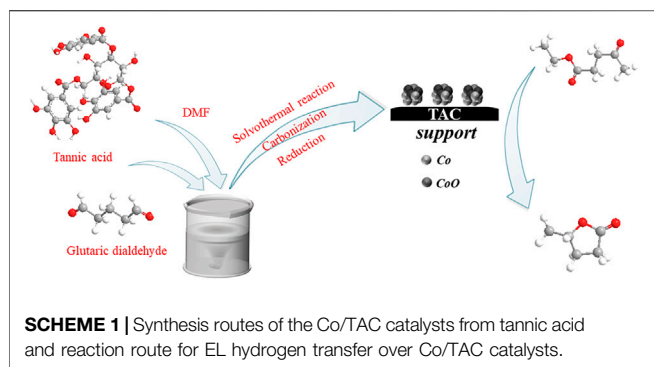 Tannic acid
DMF
Glutaric dialdehyde
Solvothermal reaction
Carbonization
Reduction
TAC
support
Co
CoO
SCHEME 1 | Synthesis routes of the Co/TAC catalysts from tannic acid
and reaction route for EL hydrogen transfer over Co/TAC catalysts.